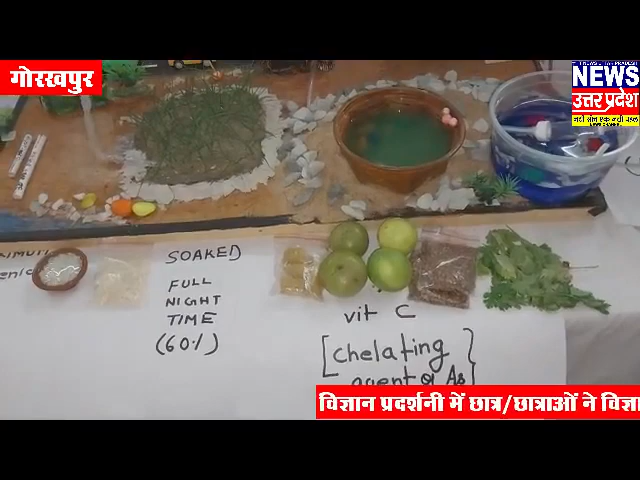 गोरखपुर
NEWS
उत्तर प्रदेश
SOAKED
FULL
NIGHT
TIME
(60%)
vit C
[chelating
agent of As]
विज्ञान प्रदर्शनी में छात्र/छात्राओं ने